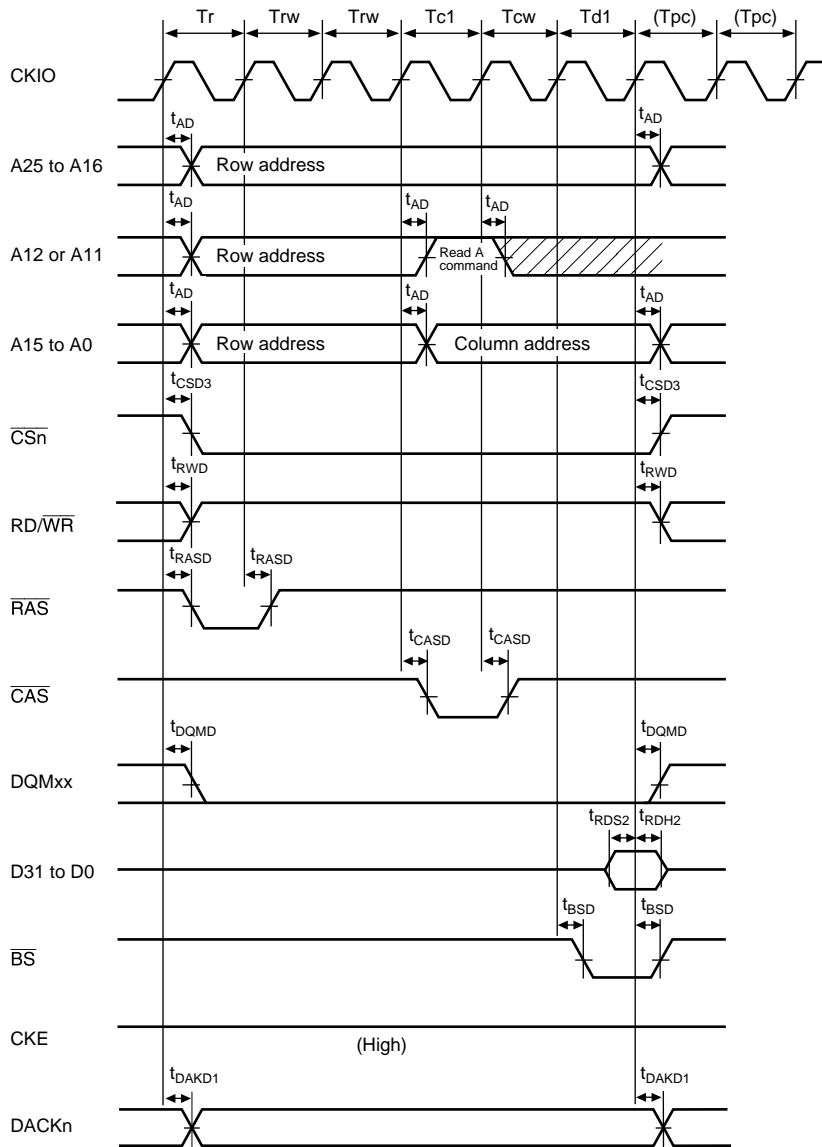 Tr Trw Trw Tc1 Tcw Td1 (Tpc) (Tpc)
CKIO
tAD tAD
A25 to A16 Row address
tAD tAD tAD
A12 or A11 Row address Read A command
tAD tAD tAD
A15 to A0 Row address Column address
tCSD3 tCSD3
CSn
tRWD tRWD
RD/WR
tRASD tRASD
RAS
tCASD tCASD
CAS
tDQMD tDQMD
DQMxx
tRDS2 tRDH2
D31 to D0
tBSD tBSD
BS
CKE (High)
tDAKD1 tDAKD1
DACKn